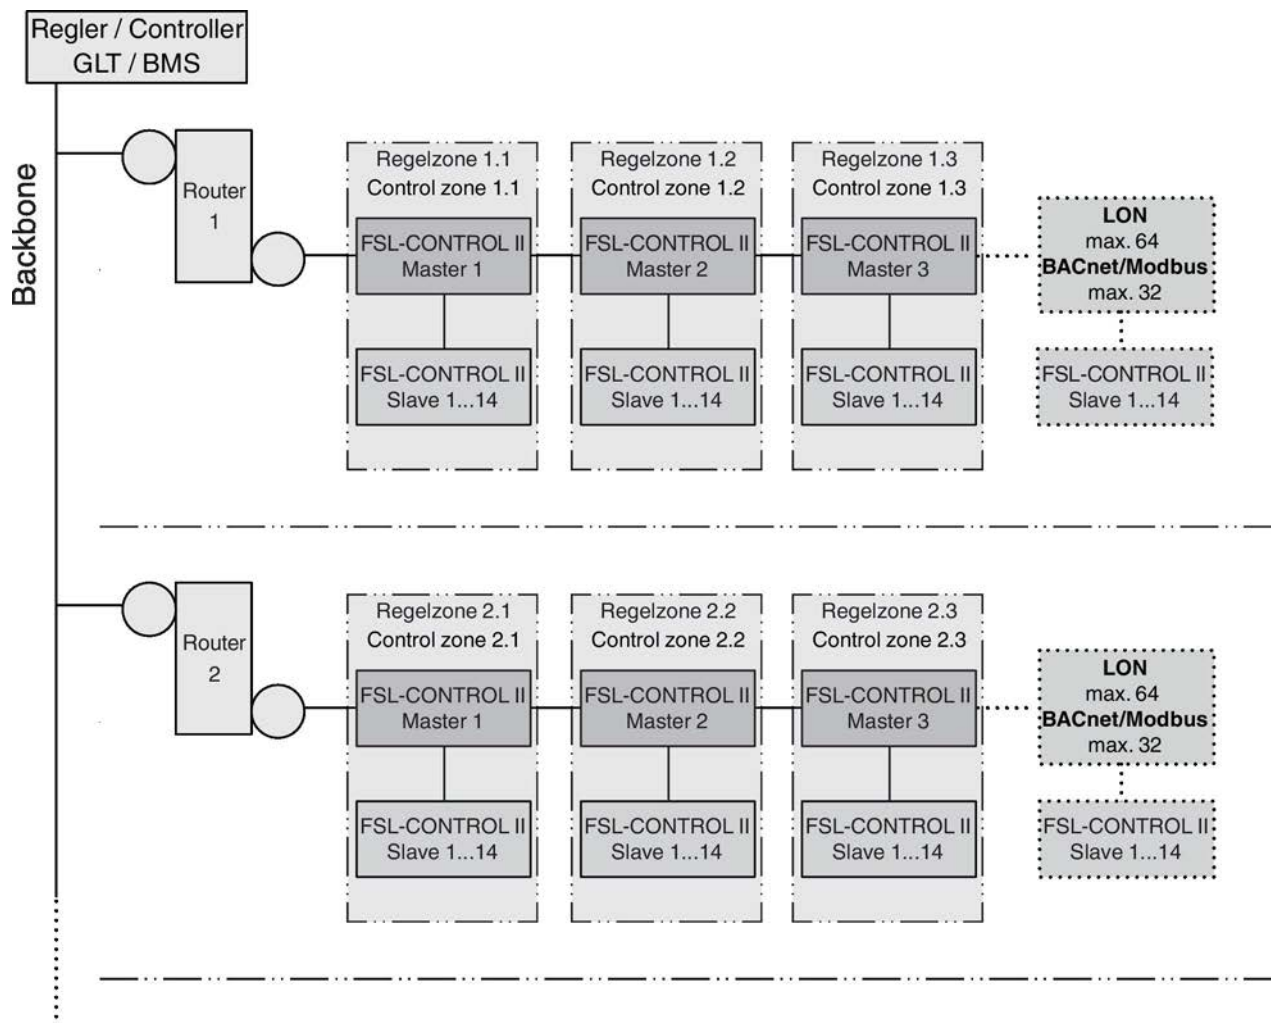 Regler / Controller
GLT / BMS
Backbone
Router
1
Regelzone 1.1
Control zone 1.1
FSL-CONTROL II
Master 1
FSL-CONTROL II
Slave 1...14
Regelzone 1.2
Control zone 1.2
FSL-CONTROL II
Master 2
FSL-CONTROL II
Slave 1...14
Regelzone 1.3
Control zone 1.3
FSL-CONTROL II
Master 3
FSL-CONTROL II
Slave 1...14
LON
max. 64
BACnet/Modbus
max. 32
FSL-CONTROL II
Slave 1...14
Router
2
Regelzone 2.1
Control zone 2.1
FSL-CONTROL II
Master 1
FSL-CONTROL II
Slave 1...14
Regelzone 2.2
Control zone 2.2
FSL-CONTROL II
Master 2
FSL-CONTROL II
Slave 1...14
Regelzone 2.3
Control zone 2.3
FSL-CONTROL II
Master 3
FSL-CONTROL II
Slave 1...14
LON
max. 64
BACnet/Modbus
max. 32
FSL-CONTROL II
Slave 1...14